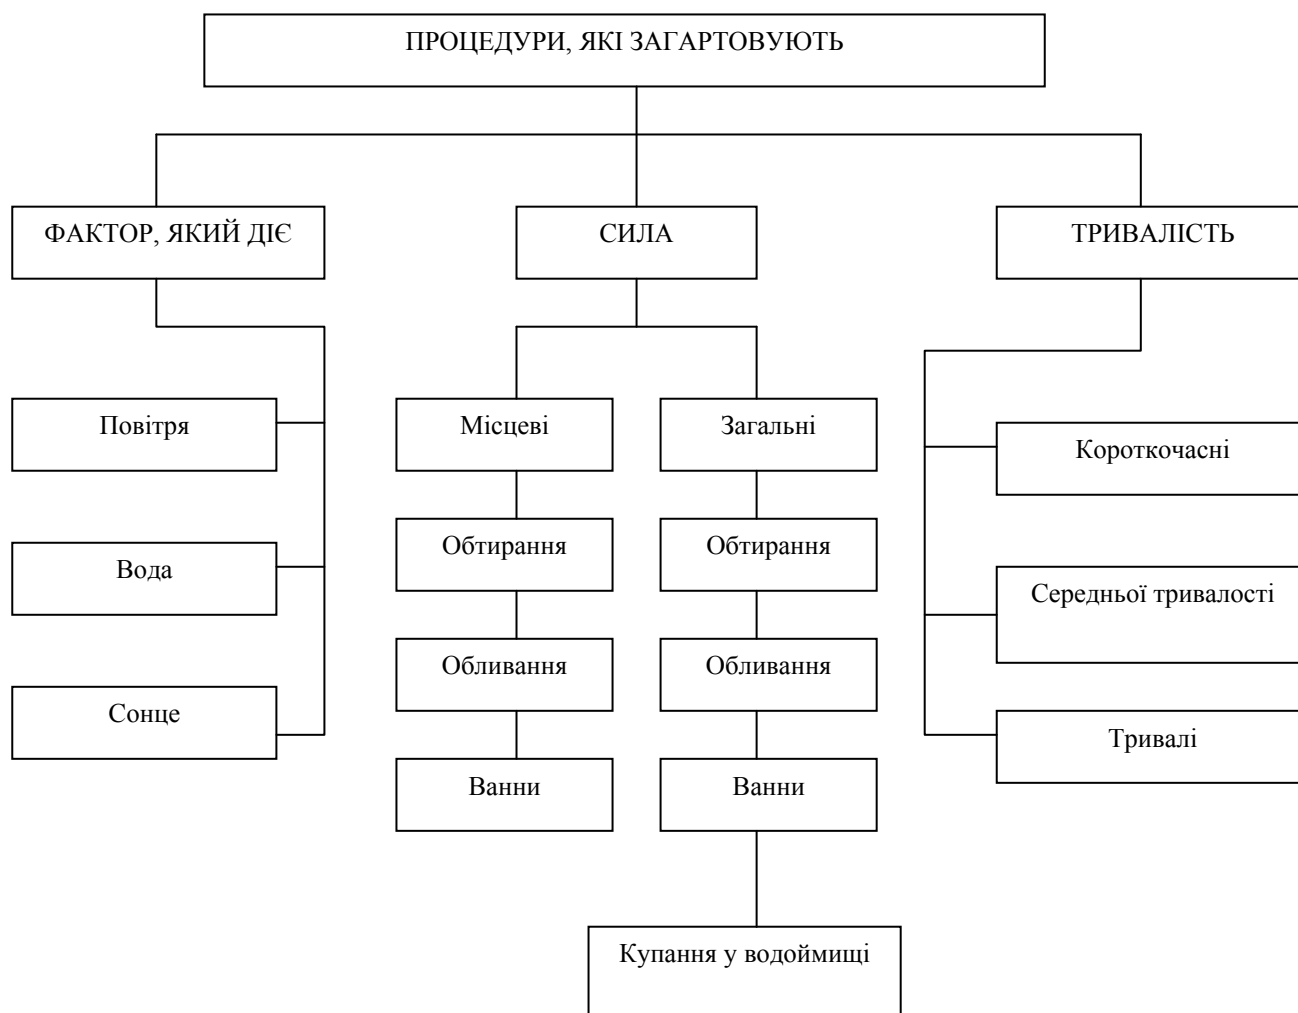 ПРОЦЕДУРИ, ЯКІ ЗАГАРТОВУЮТЬ
ФАКТОР, ЯКИЙ ДІЄ
СИЛА
ТРИВАЛІСТЬ
Повітря
Місцеві
Загальні
Короткочасні
Обтирання
Обтирання
Вода
Середньої тривалості
Обливання
Обливання
Сонце
Тривалі
Ванни
Ванни
Купання у водоймищі